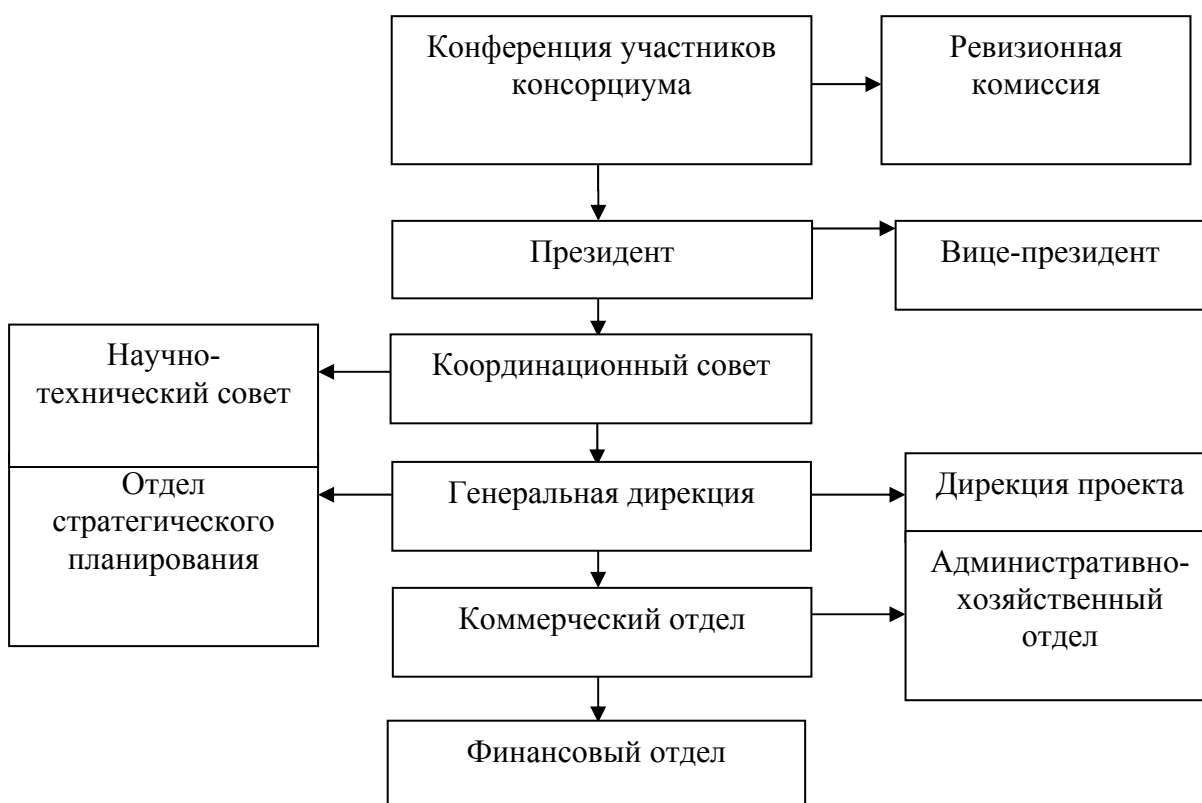 Конференция участников
консорциума
Ревизионная
комиссия
Президент
Вице-президент
Научно-
технический совет
Координационный совет
Отдел
стратегического
планирования
Генеральная дирекция
Дирекция проекта
Административно-
хозяйственный
отдел
Коммерческий отдел
Финансовый отдел